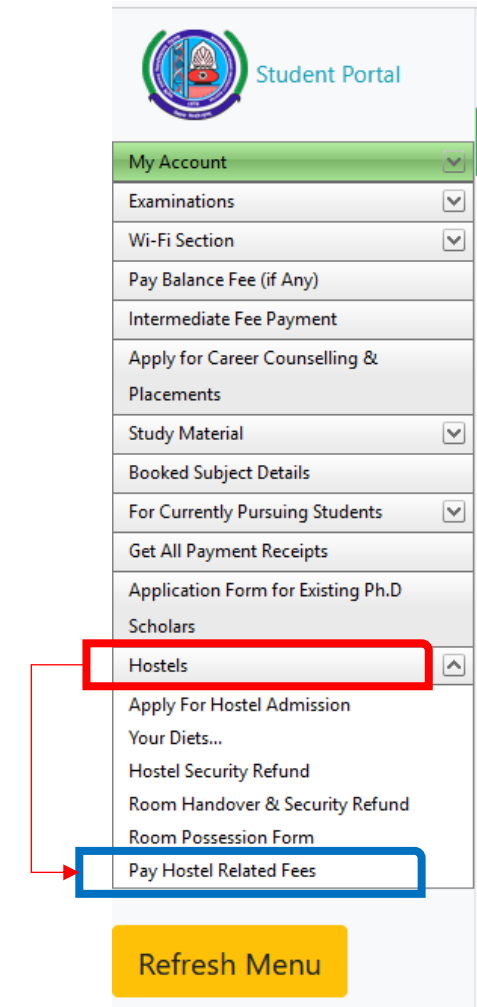 Student Portal
My Account
Examinations
Wi-Fi Section
Pay Balance Fee (if Any)
Intermediate Fee Payment
Apply for Career Counselling &
Placements
Study Material
Booked Subject Details
For Currently Pursuing Students
Get All Payment Receipts
Application Form for Existing Ph.D
Scholars
Hostels
Apply For Hostel Admission
Your Diets...
Hostel Security Refund
Room Handover & Security Refund
Room Possession Form
Pay Hostel Related Fees
Refresh Menu